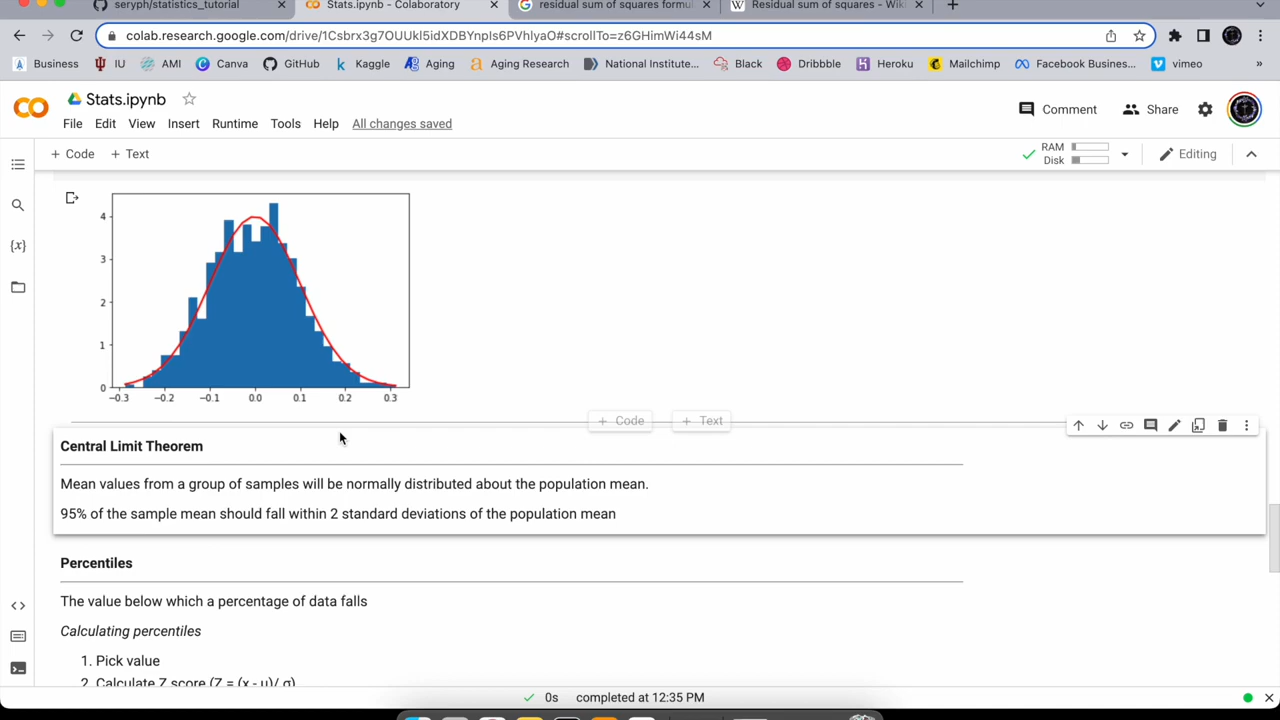 seryph/statistics_tutorial
Stats.ipynb - Colaboratory
residual sum of squares formul
Residual sum of squares - Wiki
colab.research.google.com/drive/1Csbrx3g7OUUkl5idXDBYnpIs6PVhlyaO#scrollTo=z6GHimWi44sM
Business
IU
AMI
Canva
GitHub
Kaggle
Aging
Aging Research
National Institute...
Black
Dribbble
Heroku
Mailchimp
Facebook Busines...
vimeo
»
Stats.ipynb
Comment
Share
File Edit View Insert Runtime Tools Help All changes saved
+ Code + Text
RAM
Disk
Editing
4
3
2
1
0
−0.3 −0.2 −0.1 0.0 0.1 0.2 0.3
+ Code + Text
Central Limit Theorem
Mean values from a group of samples will be normally distributed about the population mean.
95% of the sample mean should fall within 2 standard deviations of the population mean
Percentiles
The value below which a percentage of data falls
Calculating percentiles
1. Pick value
2. Calculate Z score (Z = (x - u)/ σ)
0s completed at 12:35 PM